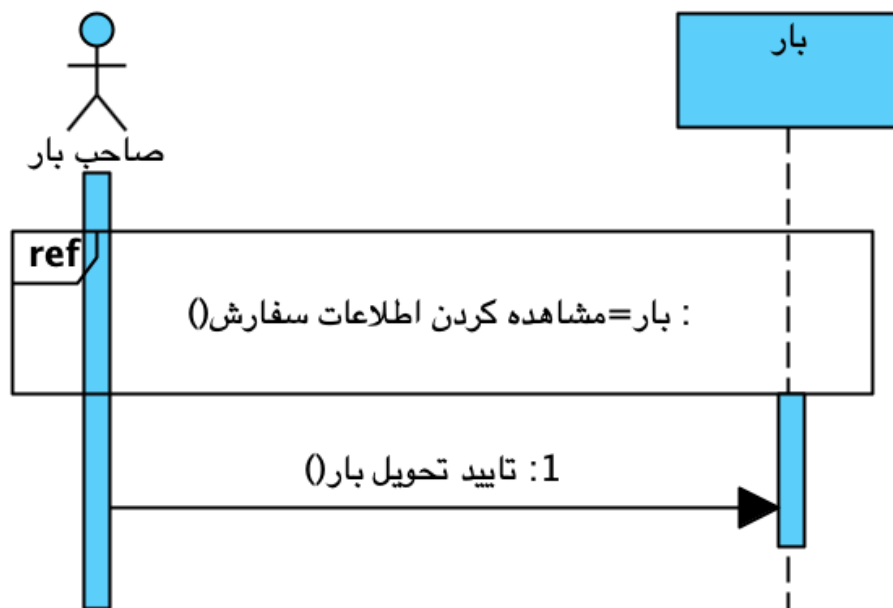 بار
صاحب بار
ref
: بار=مشاهده کردن اطلاعات سفارش()
1: تایید تحویل بار()